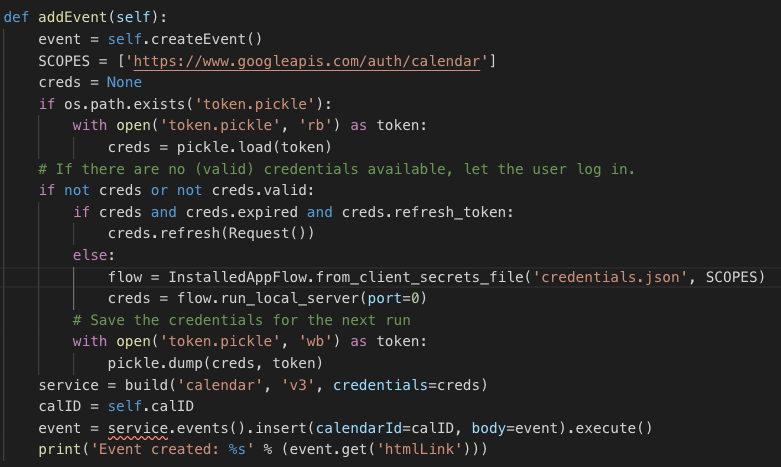 def addEvent(self):
    event = self.createEvent()
    SCOPES = ['https://www.googleapis.com/auth/calendar']
    creds = None
    if os.path.exists('token.pickle'):
        with open('token.pickle', 'rb') as token:
            creds = pickle.load(token)
    # If there are no (valid) credentials available, let the user log in.
    if not creds or not creds.valid:
        if creds and creds.expired and creds.refresh_token:
            creds.refresh(Request())
        else:
            flow = InstalledAppFlow.from_client_secrets_file('credentials.json', SCOPES)
            creds = flow.run_local_server(port=0)
        # Save the credentials for the next run
        with open('token.pickle', 'wb') as token:
            pickle.dump(creds, token)
    service = build('calendar', 'v3', credentials=creds)
    calID = self.calID
    event = service.events().insert(calendarId=calID, body=event).execute()
    print('Event created: %s' % (event.get('htmlLink')))